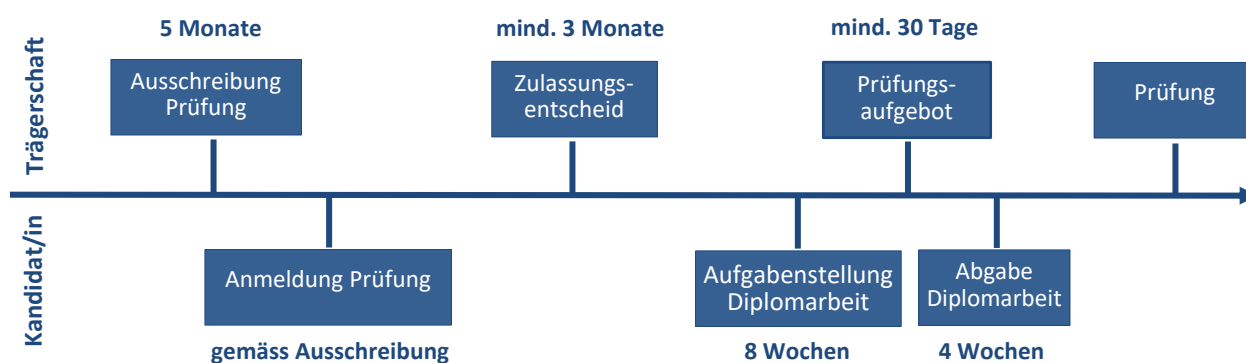 5 Monate
mind. 3 Monate
mind. 30 Tage
Trägerschaft
Ausschreibung
Prüfung
Zulassungs-
entscheid
Prüfungs-
aufgebot
Prüfung
Kandidat/in
Anmeldung Prüfung
Aufgabenstellung
Diplomarbeit
Abgabe
Diplomarbeit
gemäss Ausschreibung
8 Wochen
4 Wochen